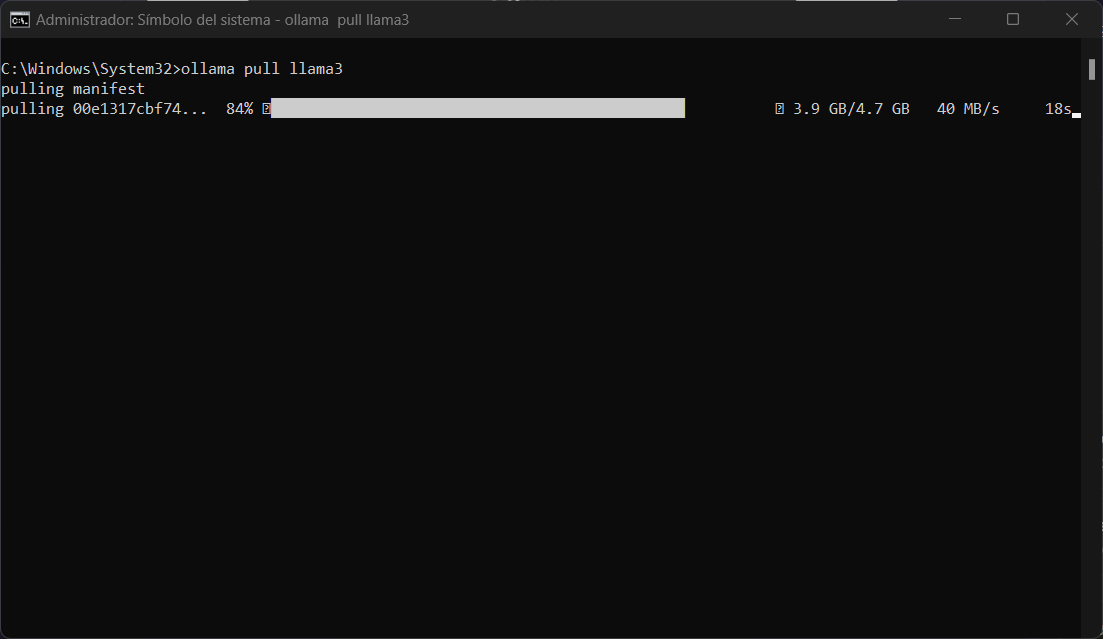 Administrador: Símbolo del sistema - ollama  pull llama3
C:\Windows\System32>ollama pull llama3
pulling manifest
pulling 00e1317cbf74...  84% 3.9 GB/4.7 GB   40 MB/s     18s